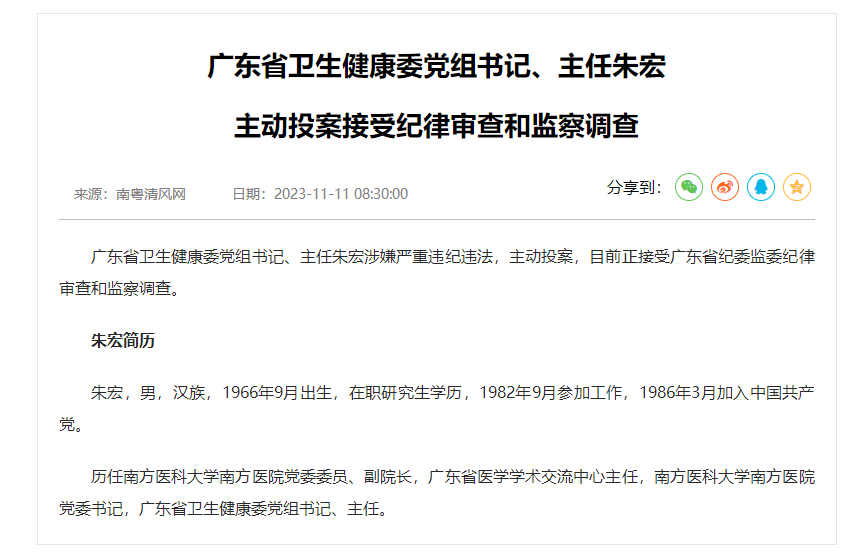 广东省卫生健康委党组书记、主任朱宏
主动投案接受纪律审查和监察调查
来源：南粤清风网 日期：2023-11-11 08:30:00 分享到：
广东省卫生健康委党组书记、主任朱宏涉嫌严重违纪违法，主动投案，目前正接受广东省纪委监委纪律
审查和监察调查。
朱宏简历
朱宏，男，汉族，1966年9月出生，在职研究生学历，1982年9月参加工作，1986年3月加入中国共产
党。
历任南方医科大学南方医院党委委员、副院长，广东省医学学术交流中心主任，南方医科大学南方医院
党委书记，广东省卫生健康委党组书记、主任。